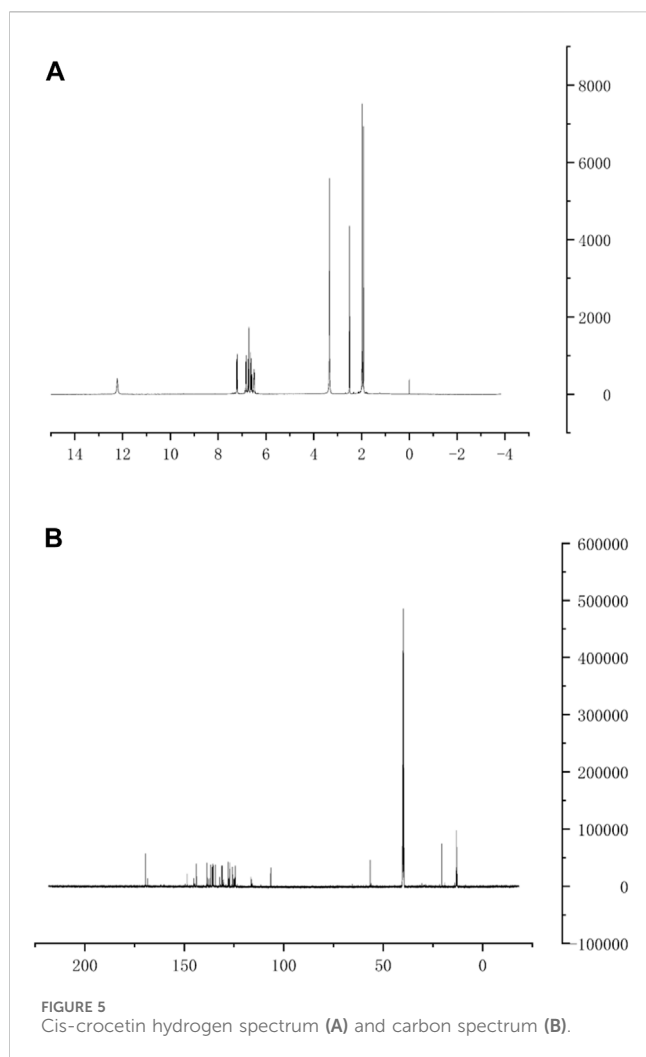 A
8000
6000
4000
2000
0
14 12 10 8 6 4 2 0 -2 -4
B
600000
500000
400000
300000
200000
100000
0
-100000
200 150 100 50 0
FIGURE 5
Cis-crocetin hydrogen spectrum (A) and carbon spectrum (B).